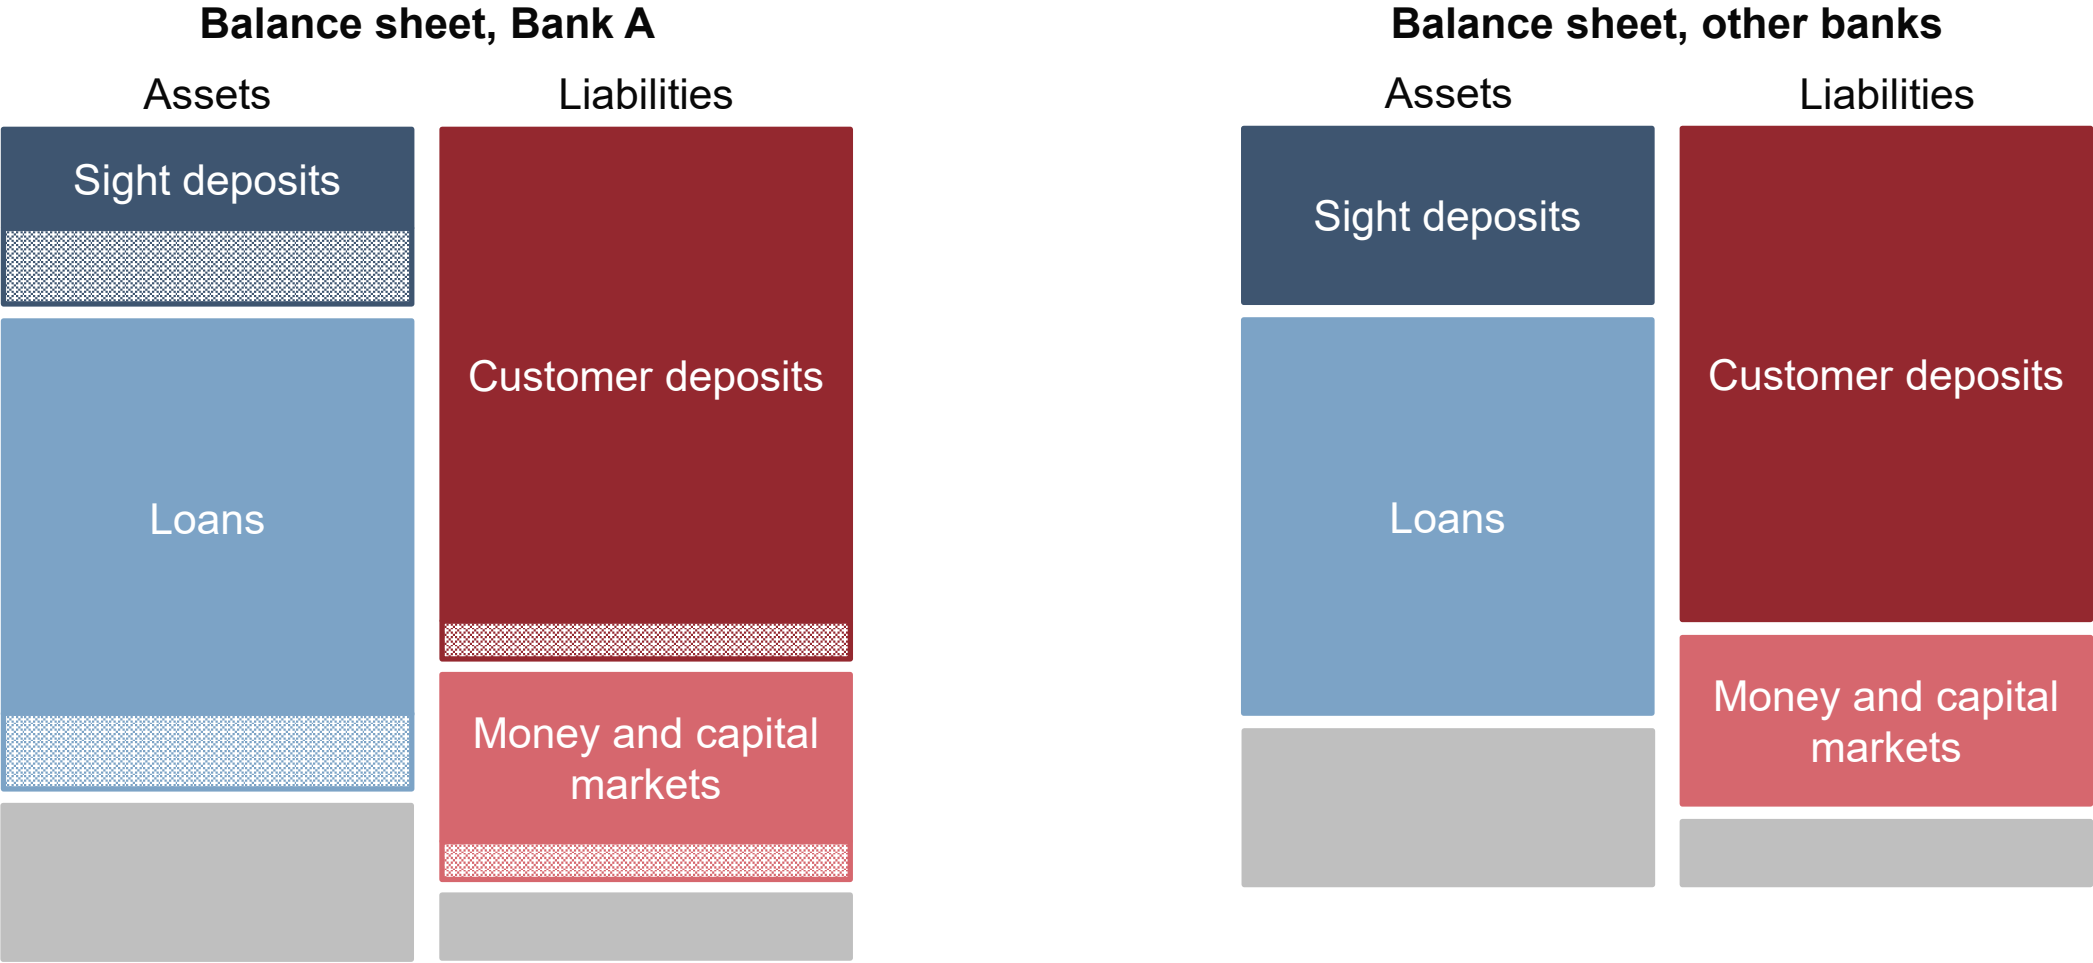 Balance sheet, Bank A
Assets
Liabilities
Sight deposits
Customer deposits
Loans
Money and capital
markets
Balance sheet, other banks
Assets
Liabilities
Sight deposits
Customer deposits
Loans
Money and capital
markets